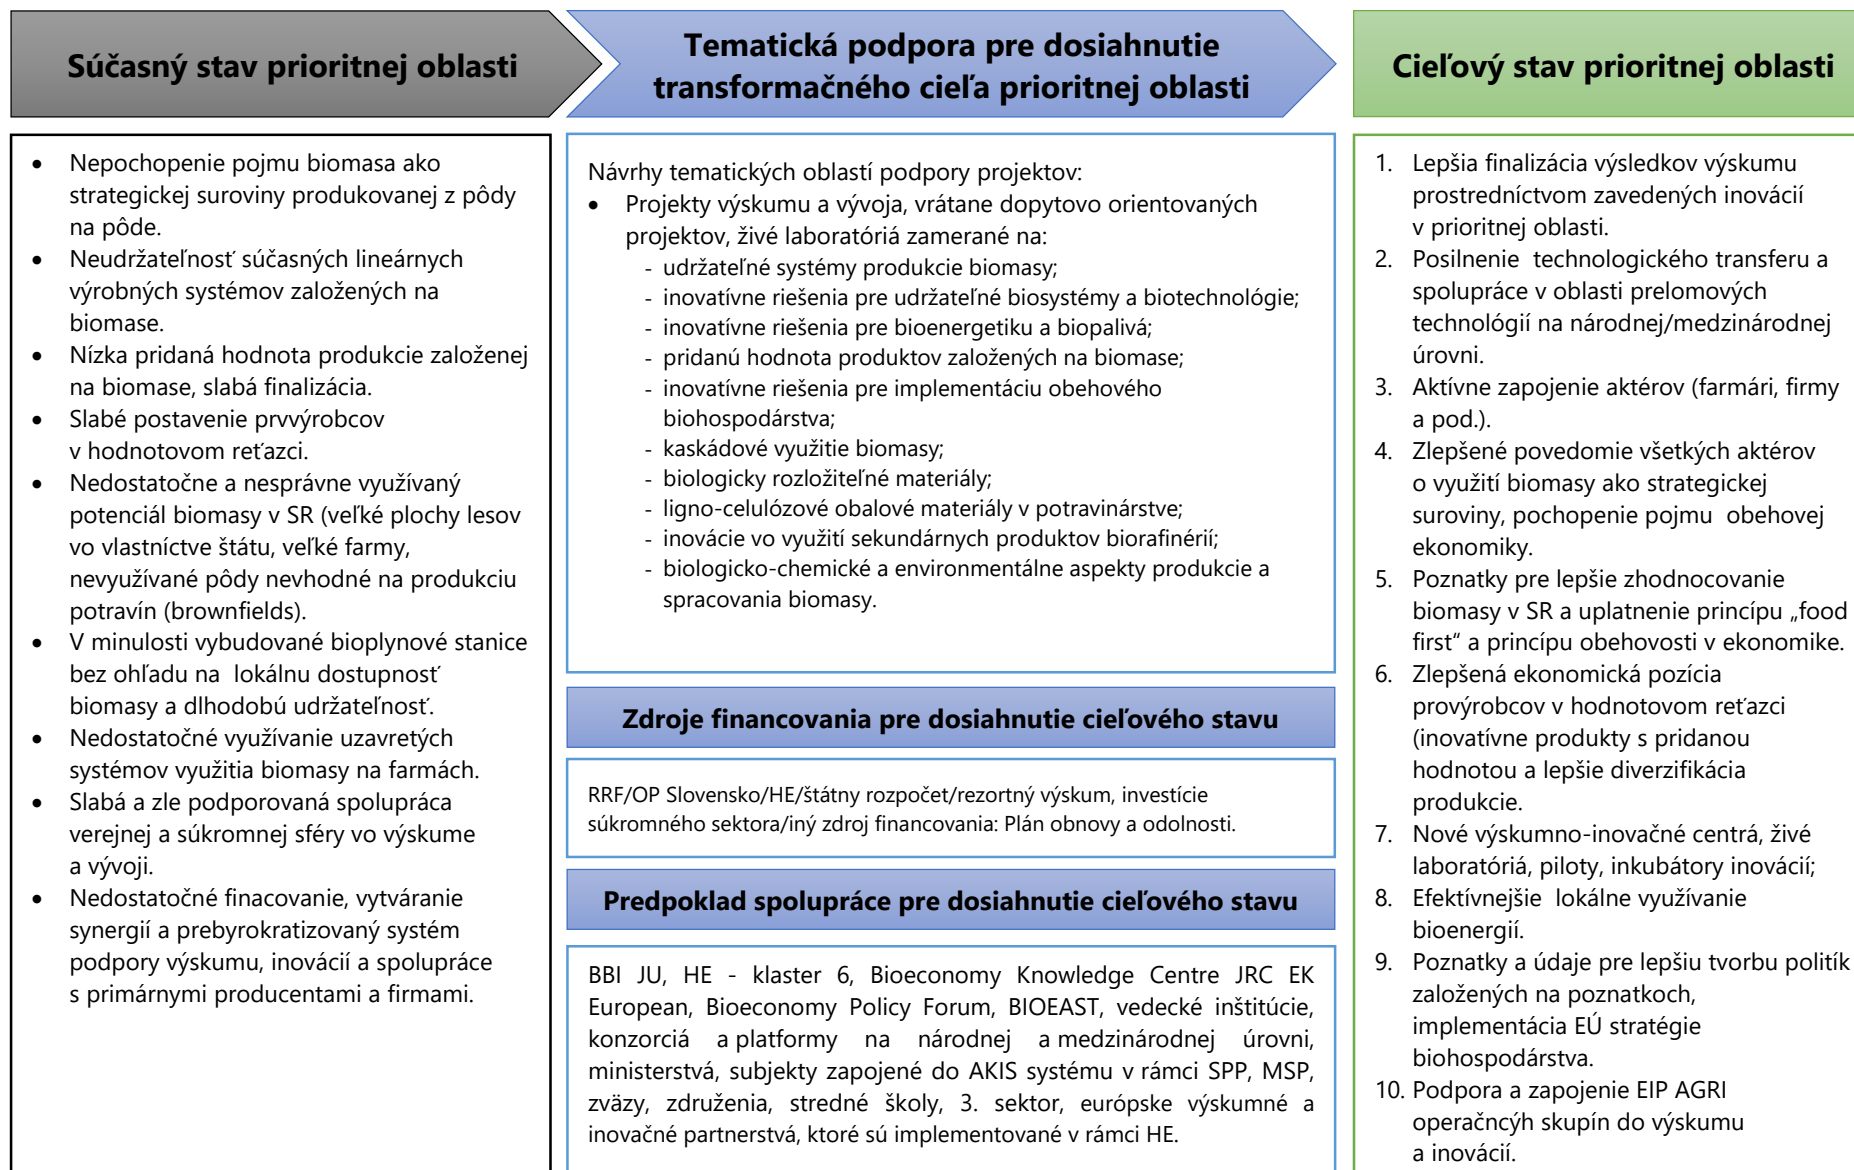 Súčasný stav prioritnej oblasti
Tematická podpora pre dosiahnutie
transformačného cieľa prioritnej oblasti
Cieľový stav prioritnej oblasti
• Nepochopenie pojmu biomasa ako
strategickej suroviny produkovanej z pôdy
na pôde.
• Neudržateľnosť súčasných lineárnych
výrobných systémov založených na
biomase.
• Nízka pridaná hodnota produkcie založenej
na biomase, slabá finalizácia.
• Slabé postavenie prvvýrobcov
v hodnotovom reťazci.
• Nedostatočne a nesprávne využívaný
potenciál biomasy v SR (veľké plochy lesov
vo vlastníctve štátu, veľké farmy,
nevyužívané pôdy nevhodné na produkciu
potravín (brownfields).
• V minulosti vybudované bioplynové stanice
bez ohľadu na lokálnu dostupnosť
biomasy a dlhodobú udržateľnosť.
• Nedostatočné využívanie uzavretých
systémov využitia biomasy na farmách.
• Slabá a zle podporovaná spolupráca
verejnej a súkromnej sféry vo výskume
a vývoji.
• Nedostatočné finacovanie, vytváranie
synergií a prebyrokratizovaný systém
podpory výskumu, inovácií a spolupráce
s primárnymi producentami a firmami.
Návrhy tematických oblastí podpory projektov:
• Projekty výskumu a vývoja, vrátane dopytovo orientovaných
projektov, živé laboratóriá zamerané na:
- udržateľné systémy produkcie biomasy;
- inovatívne riešenia pre udržateľné biosystémy a biotechnológie;
- inovatívne riešenia pre bioenergetiku a biopalivá;
- pridanú hodnota produktov založených na biomase;
- inovatívne riešenia pre implementáciu obehového
biohospodárstva;
- kaskádové využitie biomasy;
- biologicky rozložiteľné materiály;
- ligno-celulózové obalové materiály v potravinárstve;
- inovácie vo využití sekundárnych produktov biorafinérií;
- biologicko-chemické a environmentálne aspekty produkcie a
spracovania biomasy.
Zdroje financovania pre dosiahnutie cieľového stavu
RRF/OP Slovensko/HE/štátny rozpočet/rezortný výskum, investície
súkromného sektora/iný zdroj financovania: Plán obnovy a odolnosti.
Predpoklad spolupráce pre dosiahnutie cieľového stavu
BBI JU, HE - klaster 6, Bioeconomy Knowledge Centre JRC EK
European, Bioeconomy Policy Forum, BIOEAST, vedecké inštitúcie,
konzorciá a platformy na národnej a medzinárodnej úrovni,
ministerstvá, subjekty zapojené do AKIS systému v rámci SPP, MSP,
zväzy, združenia, stredné školy, 3. sektor, európske výskumné a
inovačné partnerstvá, ktoré sú implementované v rámci HE.
1. Lepšia finalizácia výsledkov výskumu
prostredníctvom zavedených inovácií
v prioritnej oblasti.
2. Posilnenie technologického transferu a
spolupráce v oblasti prelomových
technológií na národnej/medzinárodnej
úrovni.
3. Aktívne zapojenie aktérov (farmári, firmy
a pod.).
4. Zlepšené povedomie všetkých aktérov
o využití biomasy ako strategickej
suroviny, pochopenie pojmu obehovej
ekonomiky.
5. Poznatky pre lepšie zhodnocovanie
biomasy v SR a uplatnenie princípu „food
first“ a princípu obehovosti v ekonomike.
6. Zlepšená ekonomická pozícia
provýrobcov v hodnotovom reťazci
(inovatívne produkty s pridanou
hodnotou a lepšie diverzifikácia
produkcie.
7. Nové výskumno-inovačné centrá, živé
laboratóriá, piloty, inkubátory inovácií;
8. Efektívnejšie lokálne využívanie
bioenergií.
9. Poznatky a údaje pre lepšiu tvorbu politík
založených na poznatkoch,
implementácia EÚ stratégie
biohospodárstva.
10. Podpora a zapojenie EIP AGRI
operačncýh skupín do výskumu
a inovácií.